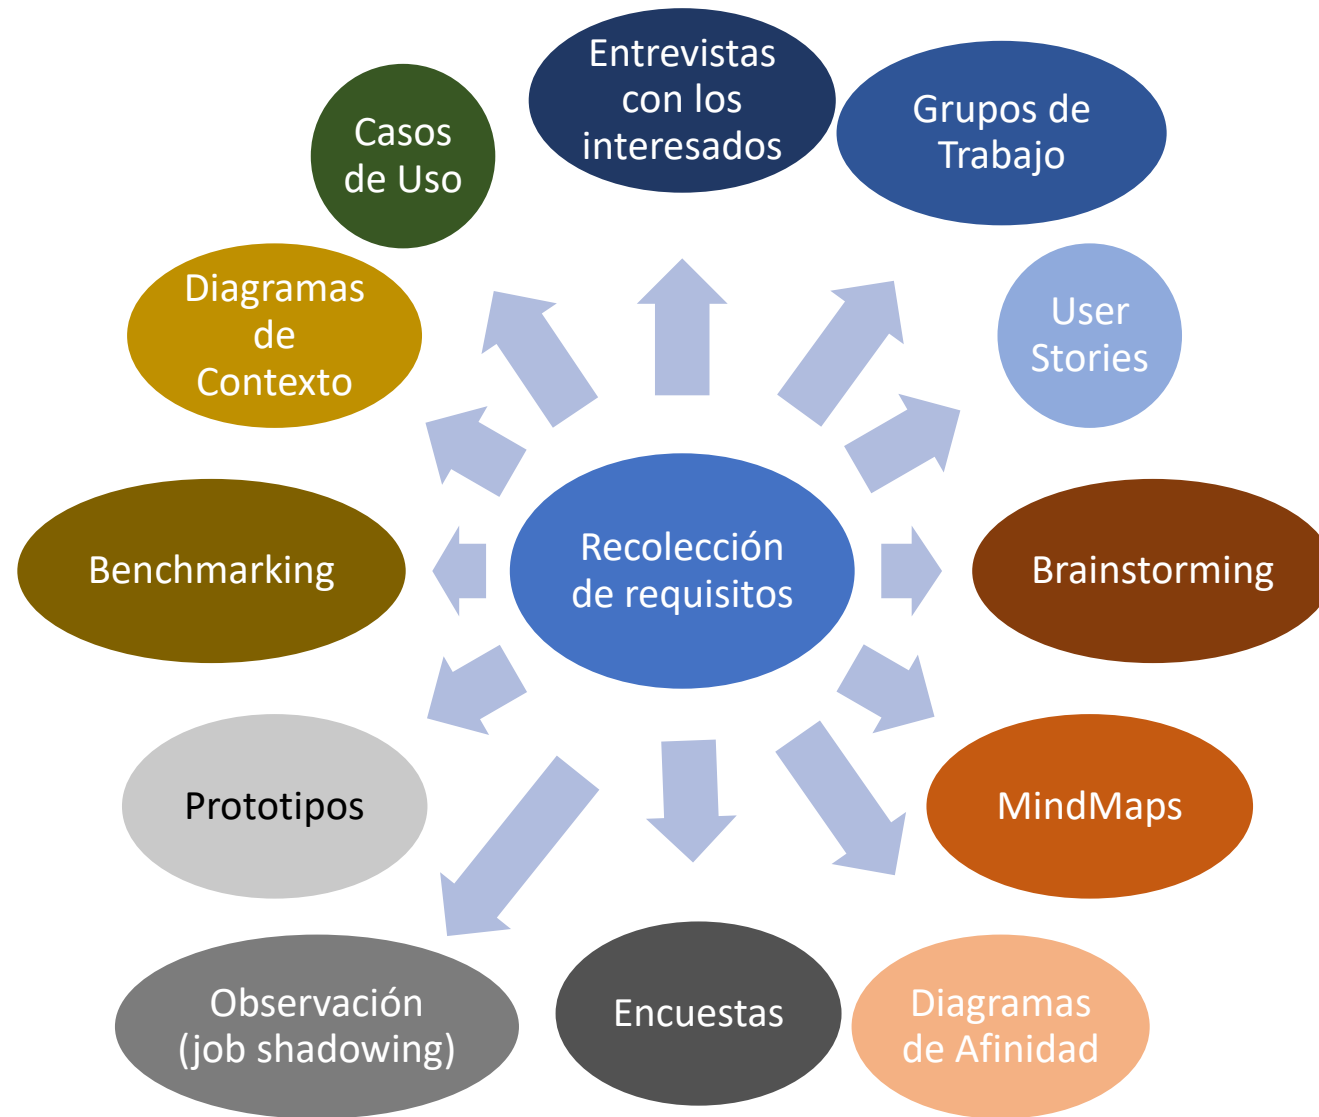 Entrevistas
con los
interesados
Grupos de
Trabajo
Casos
de Uso
User
Stories
Diagramas
de
Contexto
Benchmarking
Recolección
de requisitos
Brainstorming
Prototipos
MindMaps
Observación
(job shadowing)
Encuestas
Diagramas
de Afinidad